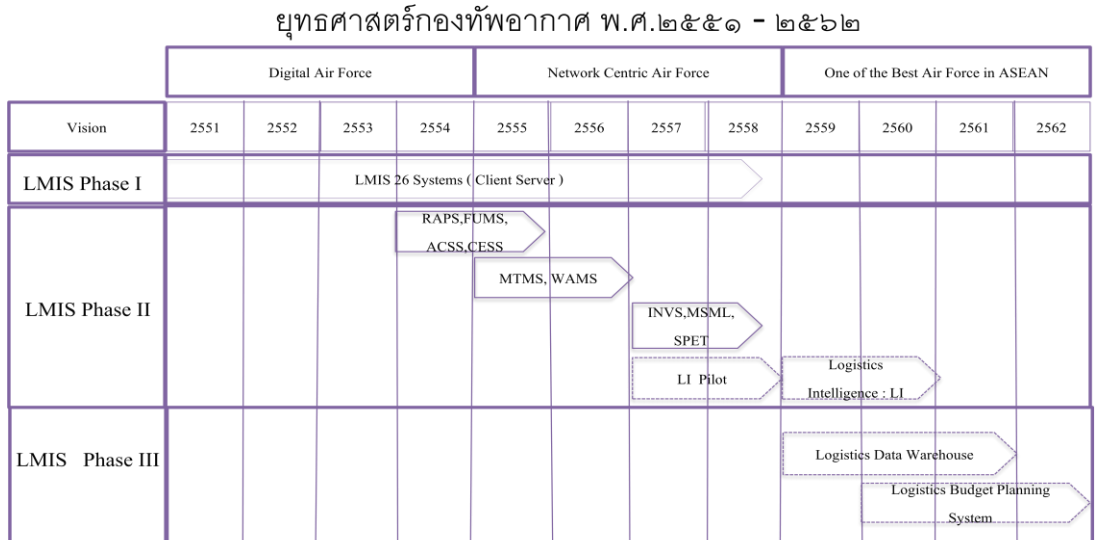 ยุทธศาสตร์กองทัพอากาศ พ.ศ.๒๕๕๑ - ๒๕๖๒
Digital Air Force
Network Centric Air Force
One of the Best Air Force in ASEAN
Vision
2551
2552
2553
2554
2555
2556
2557
2558
2559
2560
2561
2562
LMIS Phase I
LMIS 26 Systems ( Client Server )
LMIS Phase II
RAPS,FUMS,
ACSS,CESS
MTMS, WAMS
INVS,MSML,
SPET
LI Pilot
Logistics
Intelligence : LI
LMIS Phase III
Logistics Data Warehouse
Logistics Budget Planning
System